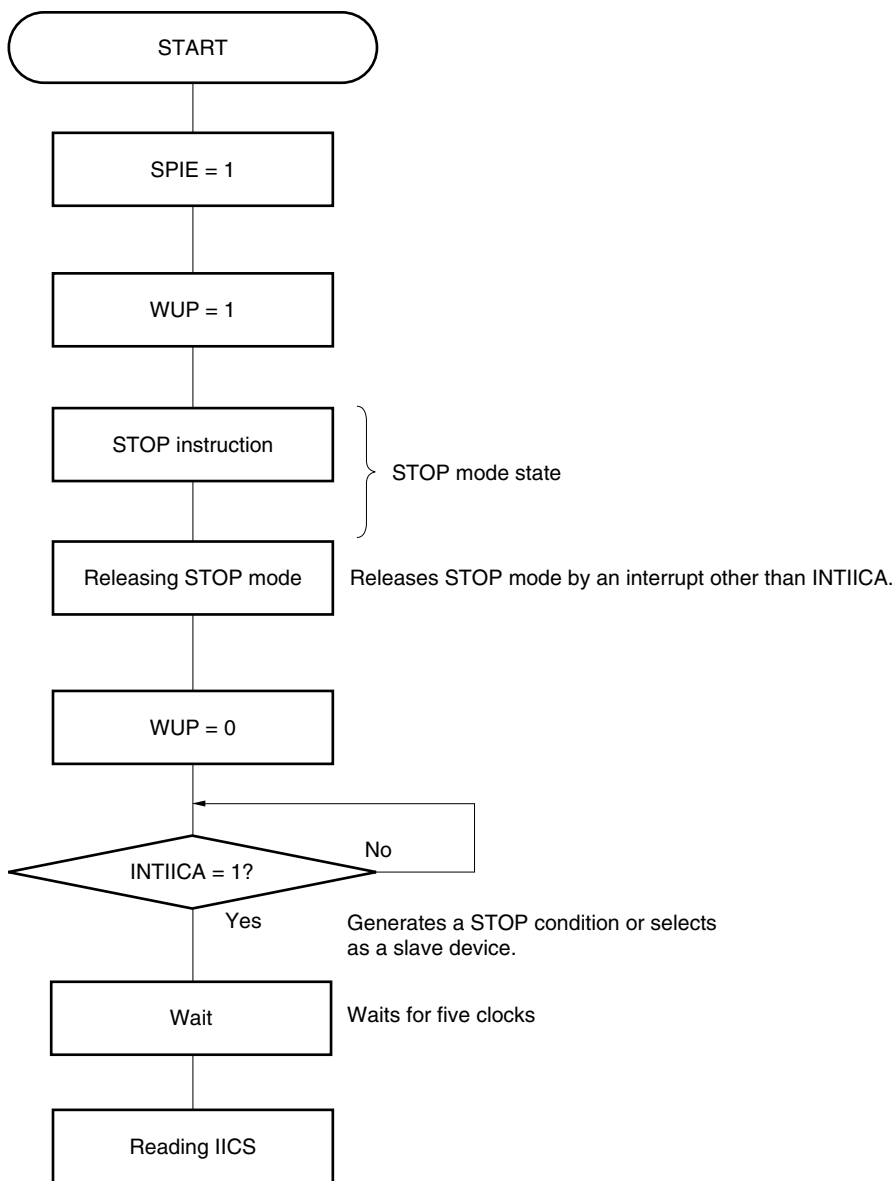 START
SPIE = 1
WUP = 1
STOP instruction
STOP mode state
Releasing STOP mode
Releases STOP mode by an interrupt other than INTIICA.
WUP = 0
INTIICA = 1?
No
Yes
Generates a STOP condition or selects
as a slave device.
Wait
Waits for five clocks
Reading IICS